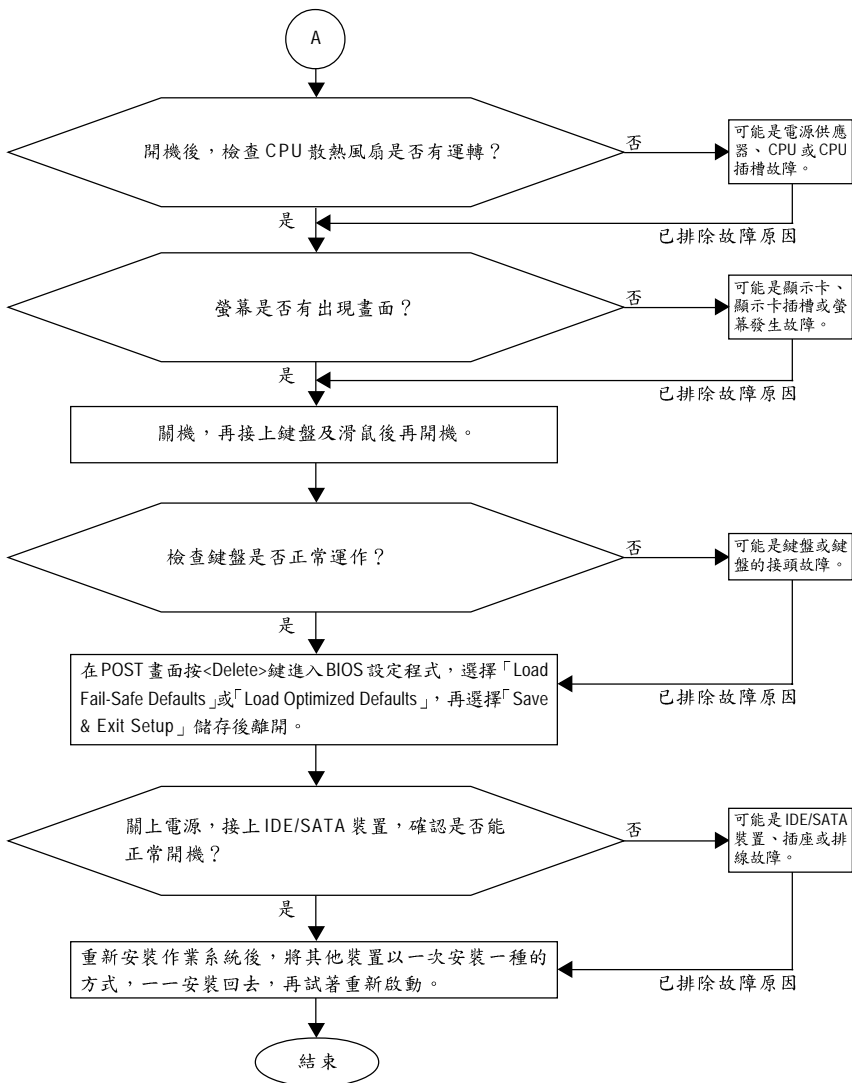 A
開機後，檢查 CPU 散熱風扇是否有運轉？
否
可能是電源供應
器、CPU 或 CPU
插槽故障。
是
已排除故障原因
螢幕是否有出現畫面？
否
可能是顯示卡、
顯示卡插槽或螢
幕發生故障。
是
已排除故障原因
關機，再接上鍵盤及滑鼠後再開機。
檢查鍵盤是否正常運作？
否
可能是鍵盤或鍵
盤的接頭故障。
是
在 POST 畫面按<Delete>鍵進入 BIOS 設定程式，選擇「Load
Fail-Safe Defaults」或「Load Optimized Defaults」，再選擇「Save
& Exit Setup」儲存後離開。
已排除故障原因
關上電源，接上 IDE/SATA 裝置，確認是否能
正常開機？
否
可能是 IDE/SATA
裝置、插座或排
線故障。
是
重新安裝作業系統後，將其他裝置以一次安裝一種的
方式，一一安裝回去，再試著重新啟動。
已排除故障原因
結束